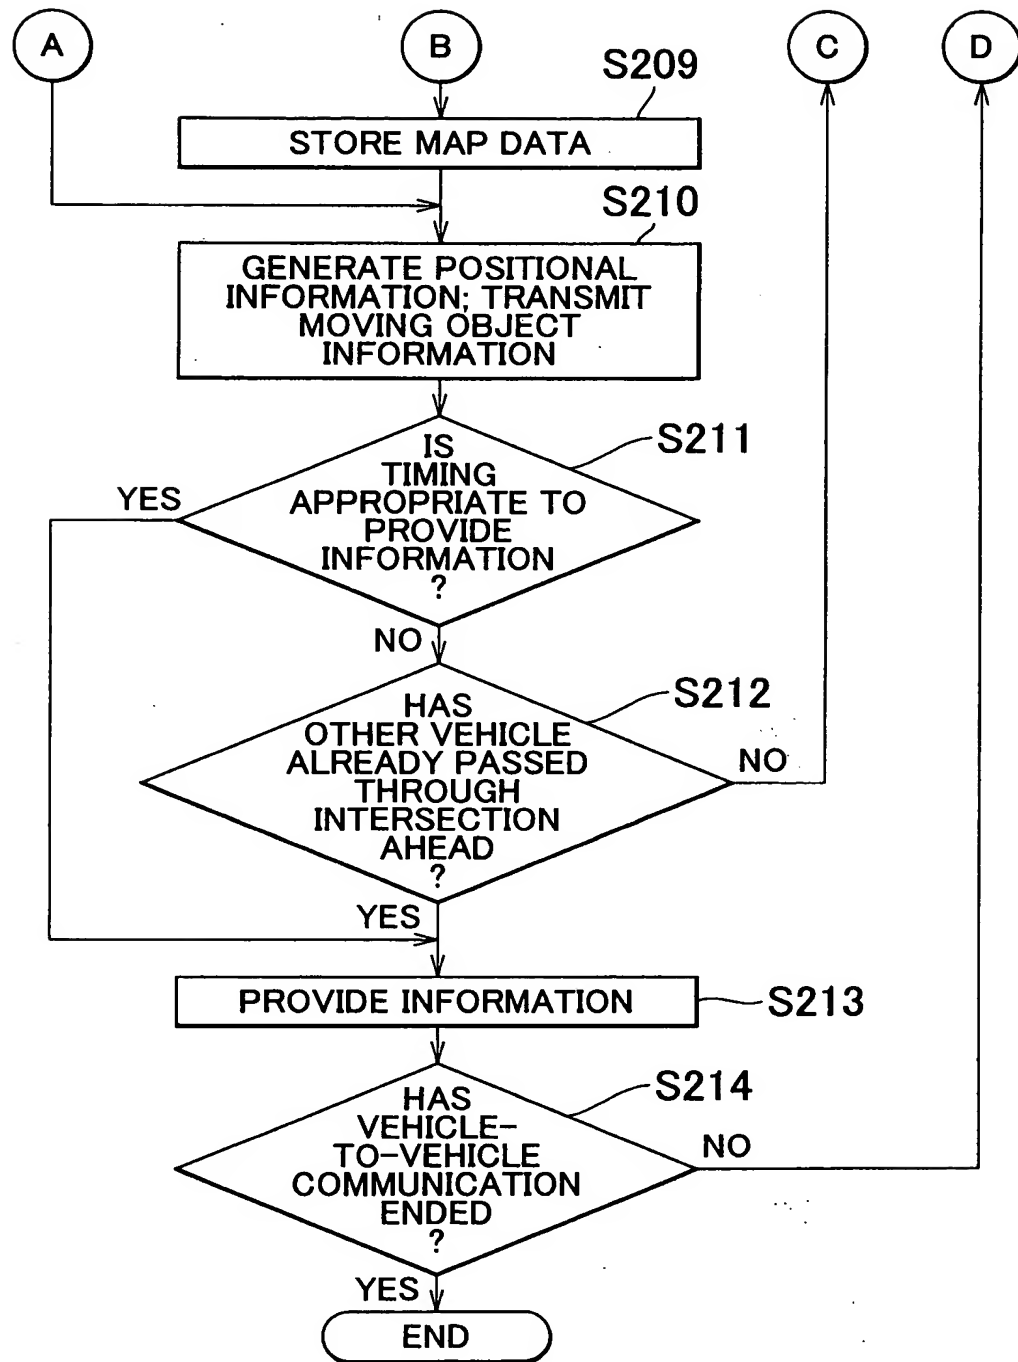 A
B
C
D
S209
STORE MAP DATA
S210
GENERATE POSITIONAL
INFORMATION; TRANSMIT
MOVING OBJECT
INFORMATION
S211
IS
TIMING
APPROPRIATE TO
PROVIDE
INFORMATION
?
YES
NO
S212
HAS
OTHER VEHICLE
ALREADY PASSED
THROUGH
INTERSECTION
AHEAD
?
NO
YES
PROVIDE INFORMATION
S213
S214
HAS
VEHICLE-
TO-VEHICLE
COMMUNICATION
ENDED
?
NO
YES
END